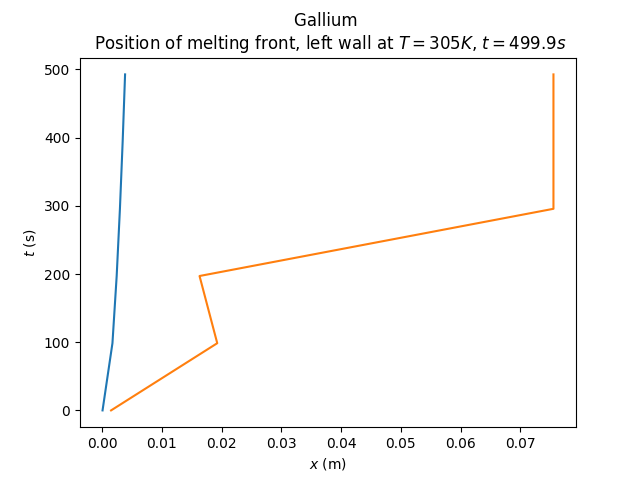 Gallium
Position of melting front, left wall at T = 305K, t = 499.9s
500
400
300
200
100
0
t (s)
0.00 0.01 0.02 0.03 0.04 0.05 0.06 0.07
x (m)